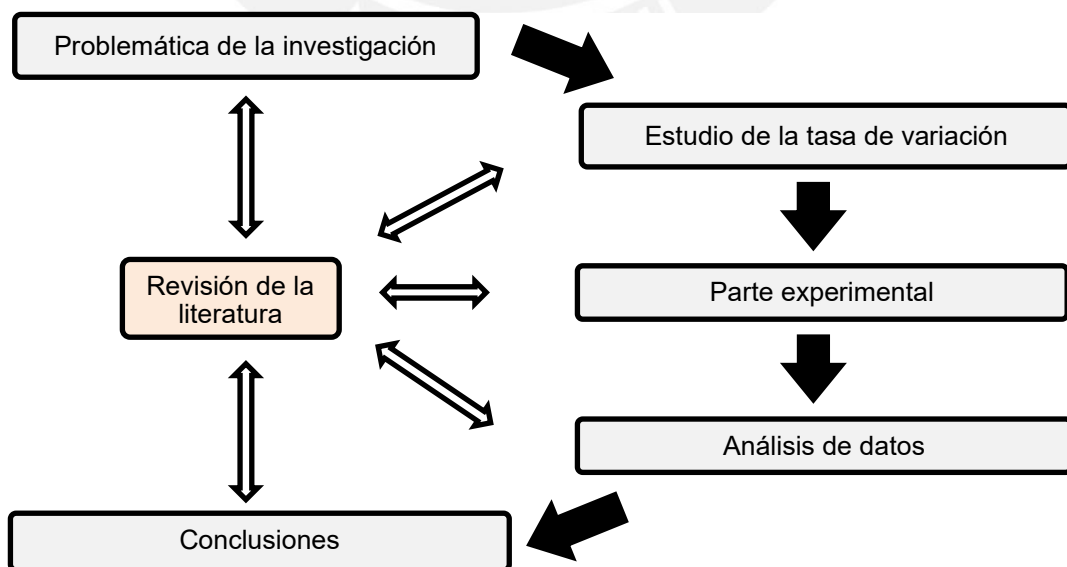 Problemática de la investigación
Estudio de la tasa de variación
Revisión de la
literatura
Parte experimental
Análisis de datos
Conclusiones